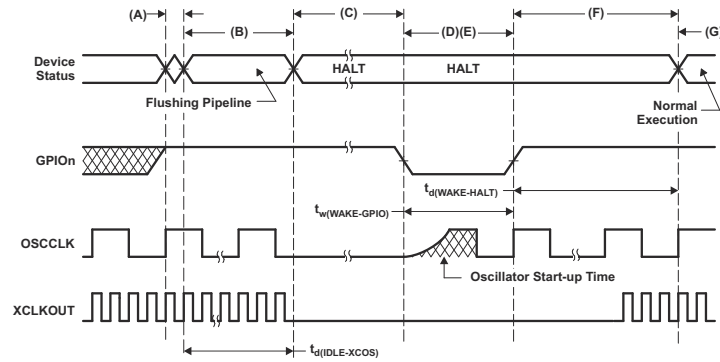 (A)
(B)
(C)
(D)(E)
(F)
(G)
Device
Status
HALT
HALT
Flushing Pipeline
Normal
Execution
GPIOn
td(WAKE-HALT)
tw(WAKE-GPIO)
OSCCLK
Oscillator Start-up Time
XCLKOUT
td(IDLE-XCOS)